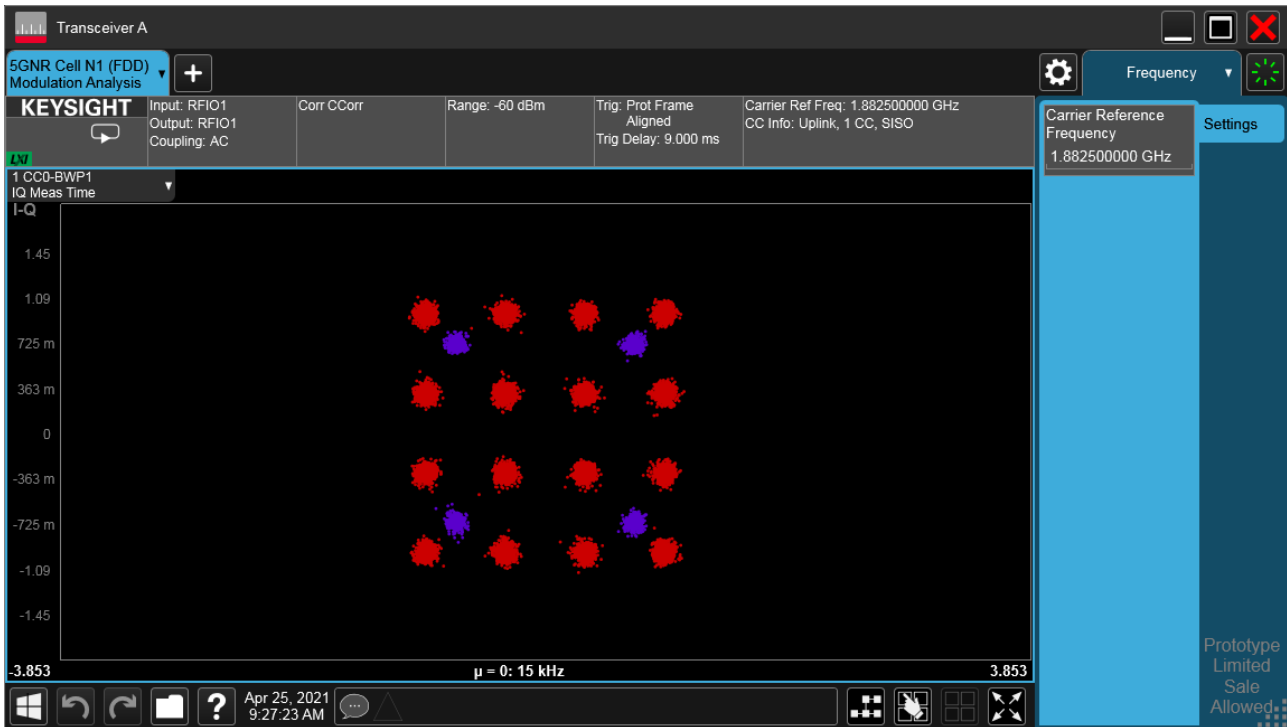 Transceiver A
5GNR Cell N1 (FDD)
Modulation Analysis
+
Frequency
KEYSIGHT
LXI
Input: RFIO1
Output: RFIO1
Coupling: AC
Corr CCorr
Range: -60 dBm
Trig: Prot Frame
Aligned
Trig Delay: 9.000 ms
Carrier Ref Freq: 1.882500000 GHz
CC Info: Uplink, 1 CC, SISO
Carrier Reference
Frequency
1.882500000 GHz
Settings
1 CC0-BWP1
IQ Meas Time
I-Q
1.45
1.09
725 m
363 m
0
-363 m
-725 m
-1.09
-1.45
-3.853
µ = 0: 15 kHz
3.853
Prototype
Limited
Sale
Allowed
?
Apr 25, 2021
9:27:23 AM